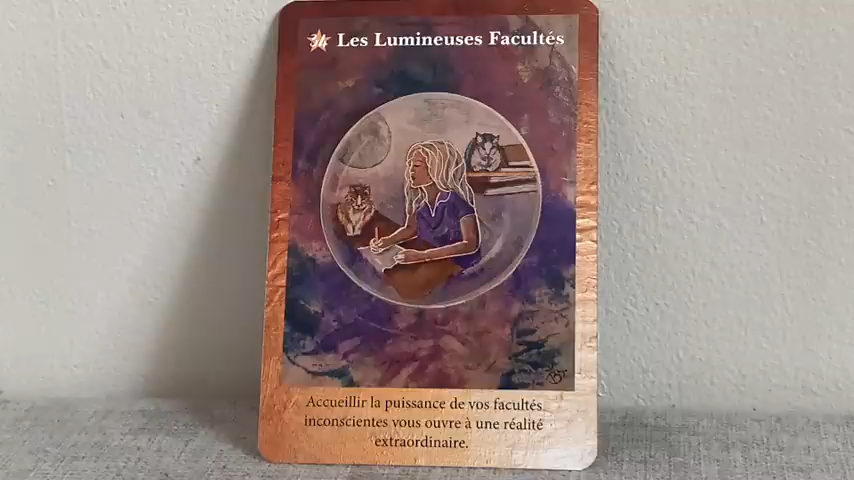 34 Les Lumineuses Facultés
Accueillir la puissance de vos facultés
inconscientes vous ouvre à une réalité
extraordinaire.